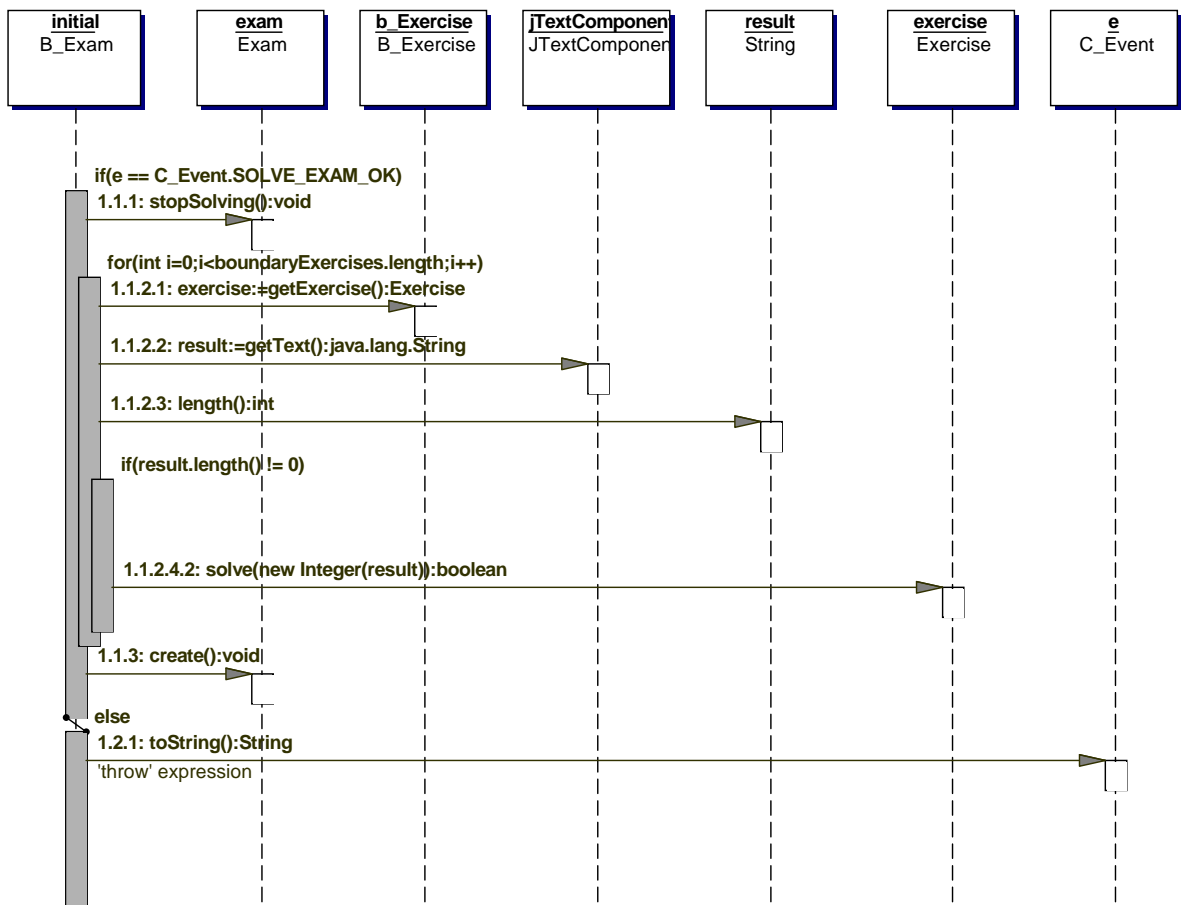 initial
B_Exam
exam
Exam
b_Exercise
B_Exercise
jTextComponent
JTextComponen
result
String
exercise
Exercise
e
C_Event
if(e == C_Event.SOLVE_EXAM_OK)
1.1.1: stopSolving():void
for(int i=0;i<boundaryExercises.length;i++)
1.1.2.1: exercise:=getExercise():Exercise
1.1.2.2: result:=getText():java.lang.String
1.1.2.3: length():int
if(result.length() != 0)
1.1.2.4.2: solve(new Integer(result)):boolean
1.1.3: create():void
else
1.2.1: toString():String
'throw' expression